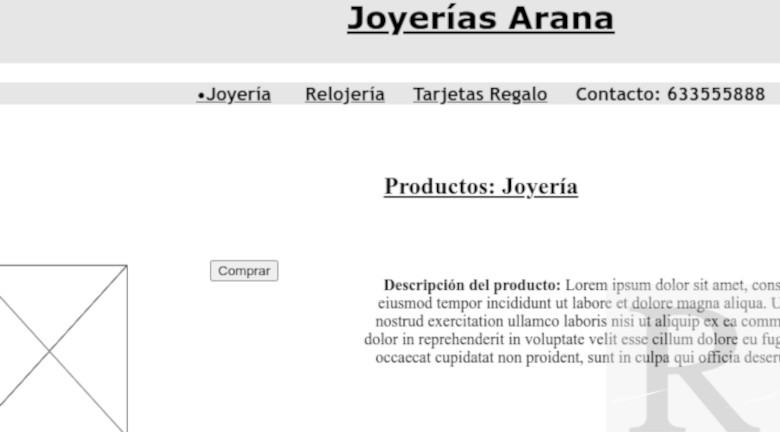 Joyerías Arana
•Joyería Relojería Tarjetas Regalo Contacto: 633555888
Productos: Joyería
Comprar
Descripción del producto: Lorem ipsum dolor sit amet, cons
eiusmod tempor incididunt ut labore et dolore magna aliqua. U
nostrud exercitation ullamco laboris nisi ut aliquip ex ea comm
dolor in reprehenderit in voluptate velit esse cillum dolore eu fug
occaecat cupidatat non proident, sunt in culpa qui officia deseru
R